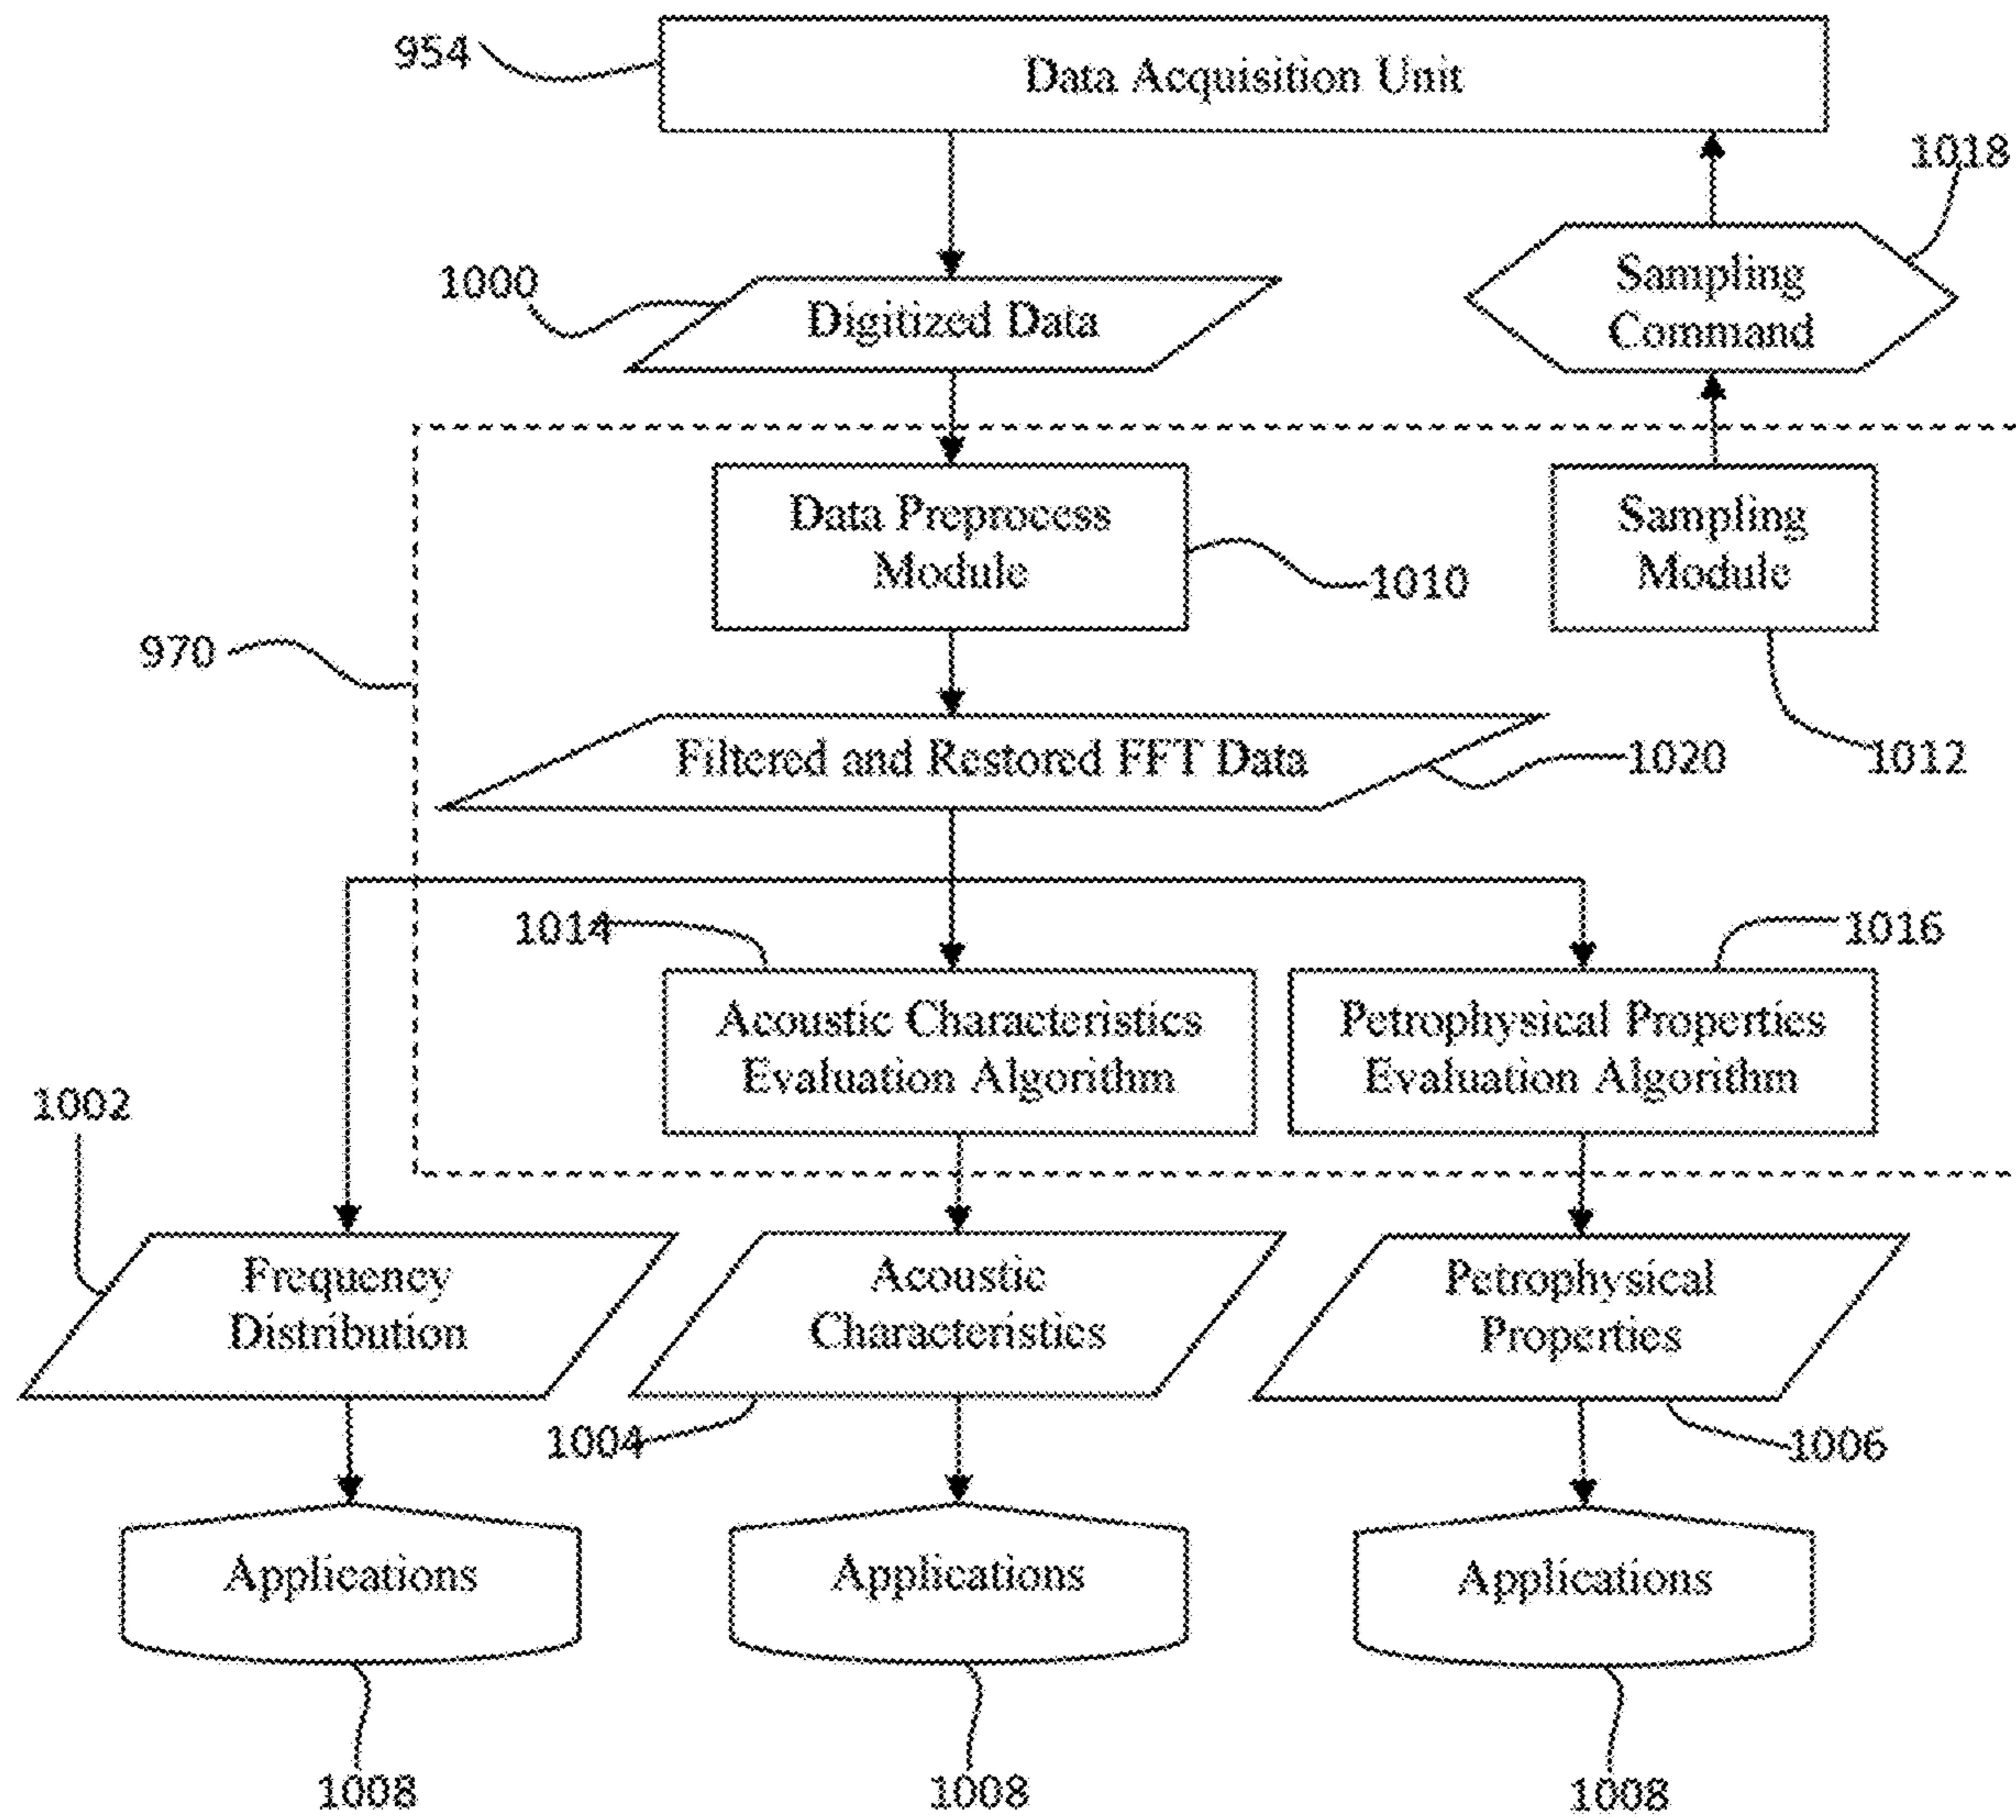 954
Data Acquisition Unit
1018
1000
Digitized Data
Sampling
Command
Data Preprocess
Module
1010
Sampling
Module
970
Filtered and Restored FFT Data
1020
1012
1014
1016
Acoustic Characteristics
Evaluation Algorithm
Petrophysical Properties
Evaluation Algorithm
1002
Frequency
Distribution
Acoustic
Characteristics
Petrophysical
Properties
1004
1006
Applications
Applications
Applications
1008
1008
1008